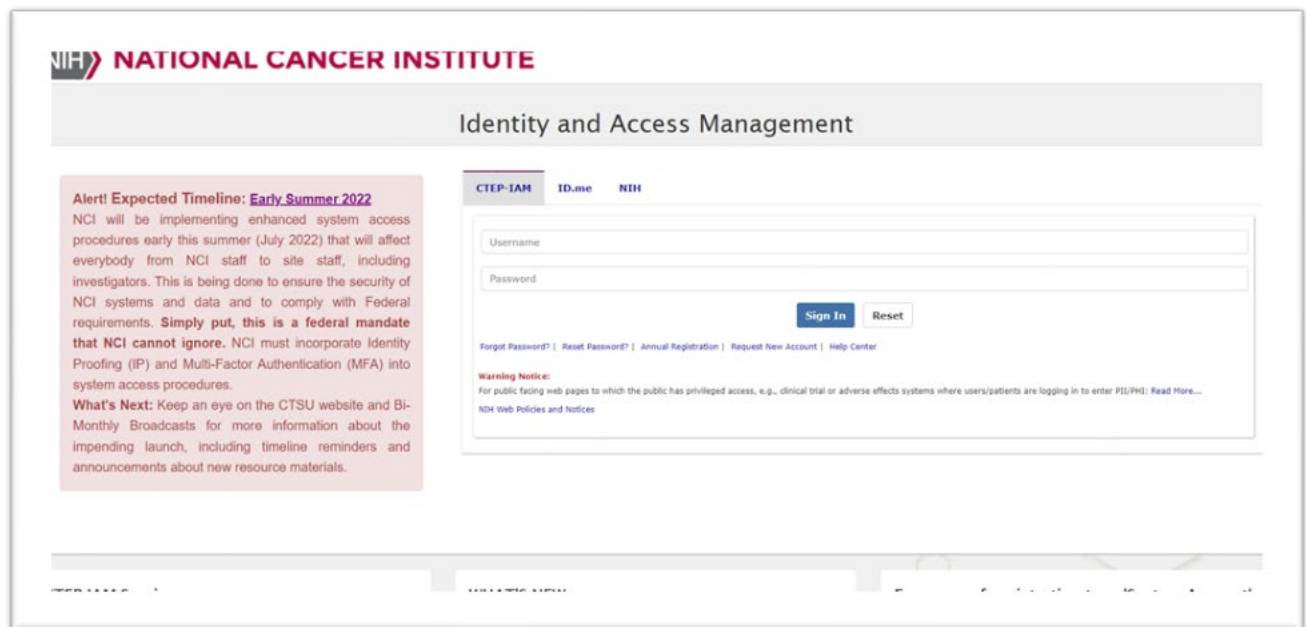 NIH NATIONAL CANCER INSTITUTE
Identity and Access Management
Alert! Expected Timeline: Early Summer 2022
NCI will be implementing enhanced system access
procedures early this summer (July 2022) that will affect
everybody from NCI staff to site staff, including
investigators. This is being done to ensure the security of
NCI systems and data and to comply with Federal
requirements. Simply put, this is a federal mandate
that NCI cannot ignore. NCI must incorporate Identity
Proofing (IP) and Multi-Factor Authentication (MFA) into
system access procedures.
What's Next: Keep an eye on the CTSU website and Bi-
Monthly Broadcasts for more information about the
impending launch, including timeline reminders and
announcements about new resource materials.
CTEP-IAM ID.me NIH
Username
Password
Sign In Reset
Forgot Password? | Reset Password? | Annual Registration | Request New Account | Help Center
Warning Notice:
For public facing web pages to which the public has privileged access, e.g., clinical trial or adverse effects systems where users/patients are logging in to enter PII/PHI: Read More...
NIH Web Policies and Notices
WHAT'S NEW